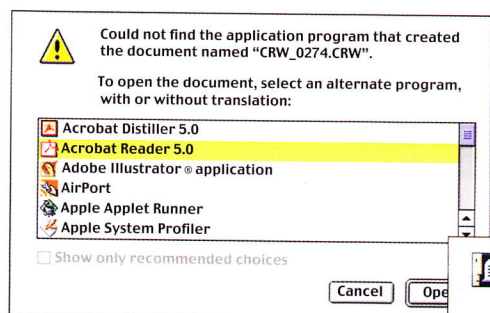 Could not find the application program that created
the document named “CRW_0274.CRW”.
To open the document, select an alternate program,
with or without translation:
Acrobat Distiller 5.0
Acrobat Reader 5.0
Adobe Illustrator ® application
AirPort
Apple Applet Runner
Apple System Profiler
Show only recommended choices
Cancel Ope